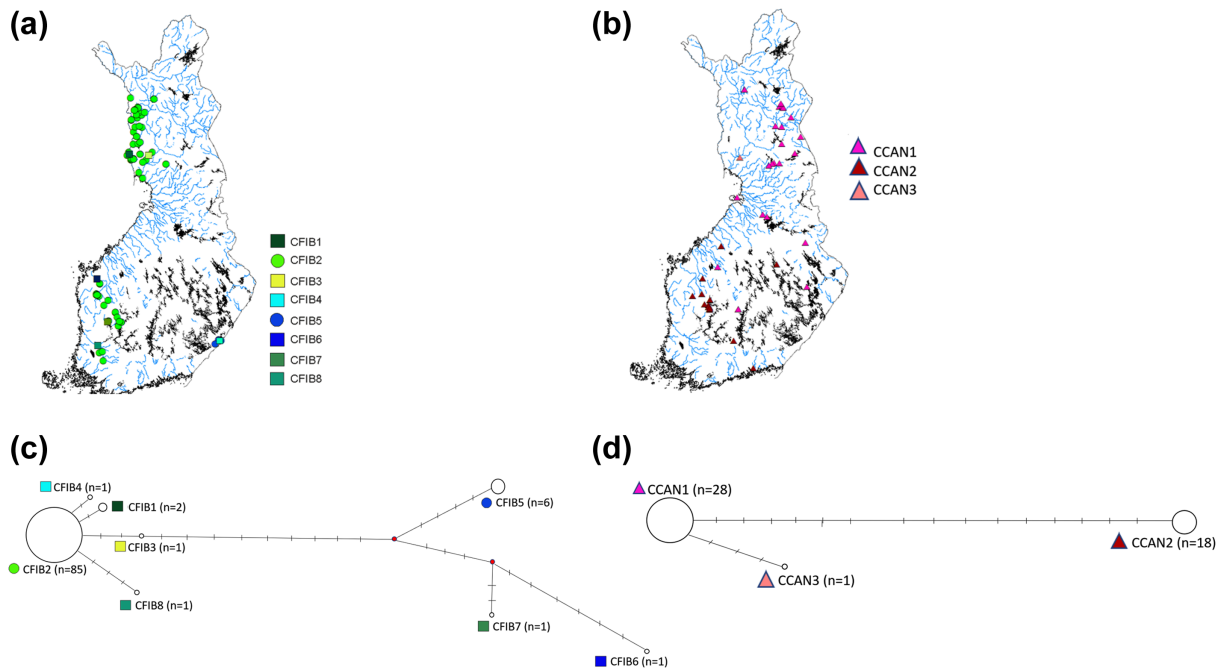 (a)
CFIB1
CFIB2
CFIB3
CFIB4
CFIB5
CFIB6
CFIB7
CFIB8
(b)
CCAN1
CCAN2
CCAN3
(c)
CFIB4 (n=1)
CFIB1 (n=2)
CFIB3 (n=1)
CFIB2 (n=85)
CFIB8 (n=1)
CFIB5 (n=6)
CFIB7 (n=1)
CFIB6 (n=1)
(d)
CCAN1 (n=28)
CCAN2 (n=18)
CCAN3 (n=1)